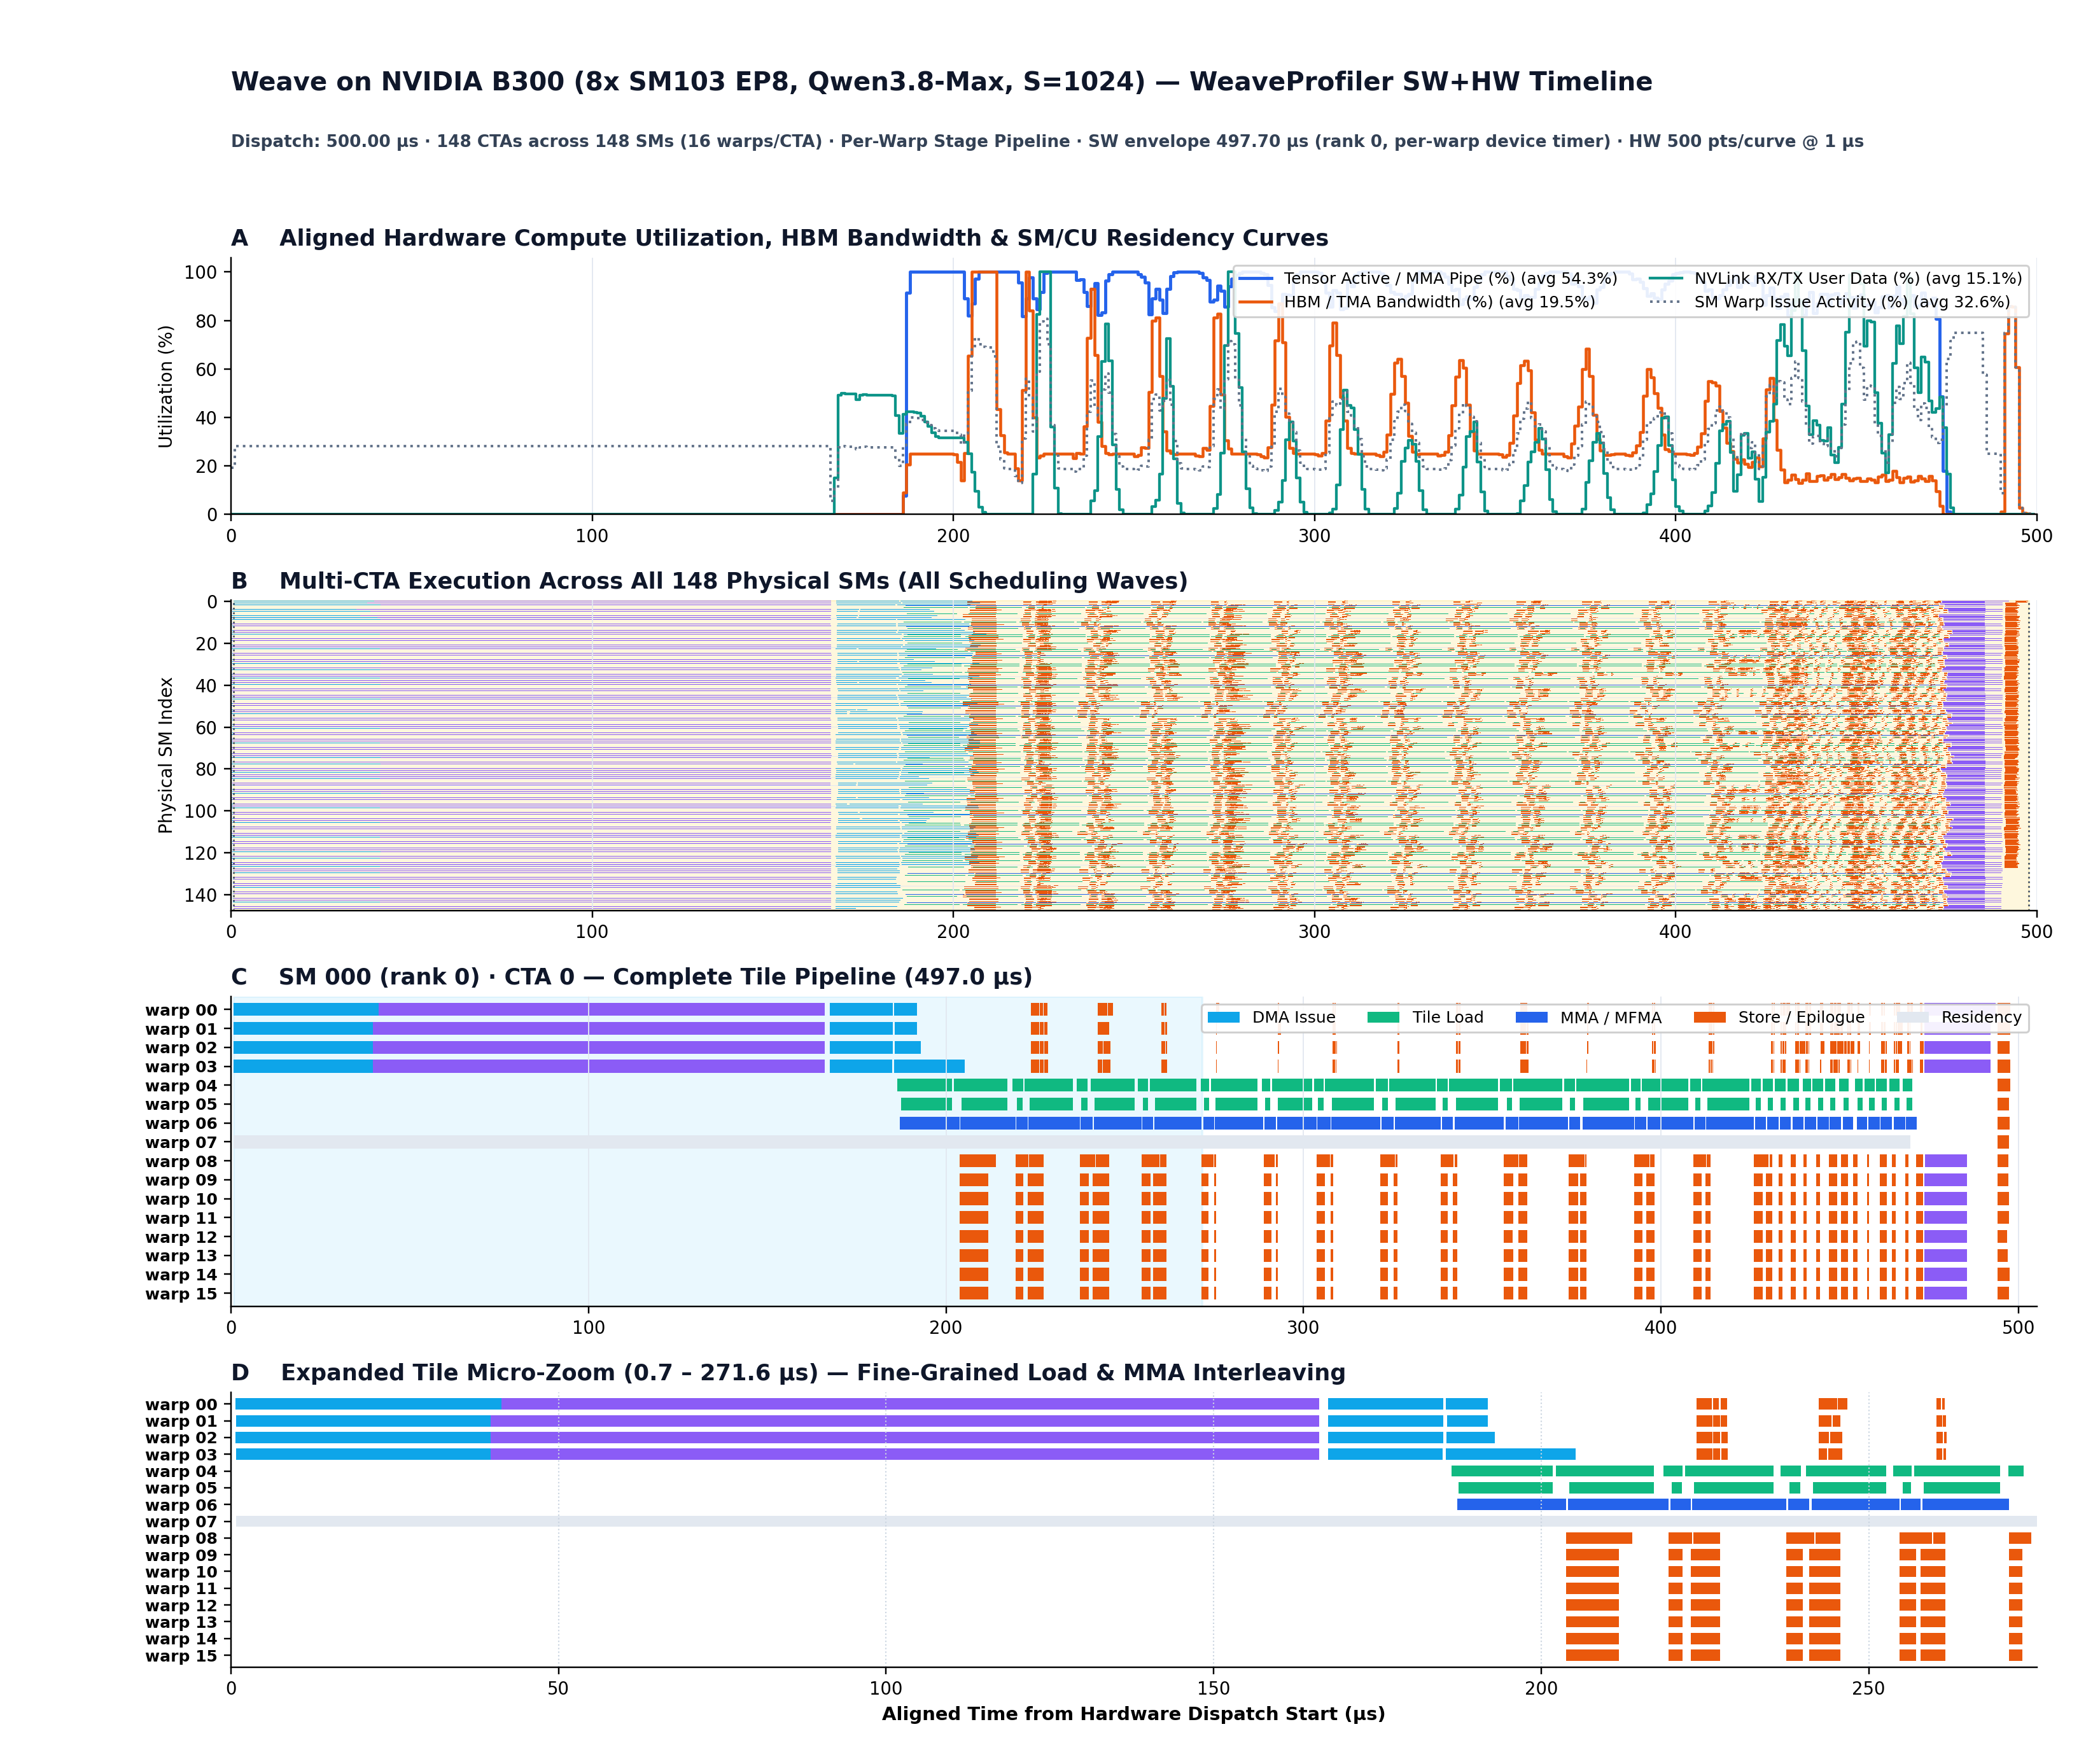 Weave on NVIDIA B300 (8x SM103 EP8, Qwen3.8-Max, S=1024) — WeaveProfiler SW+HW Timeline
Dispatch: 500.00 µs · 148 CTAs across 148 SMs (16 warps/CTA) · Per-Warp Stage Pipeline · SW envelope 497.70 µs (rank 0, per-warp device timer) · HW 500 pts/curve @ 1 µs
A Aligned Hardware Compute Utilization, HBM Bandwidth & SM/CU Residency Curves
Utilization (%)
100
80
60
40
20
0
Tensor Active / MMA Pipe (%) (avg 54.3%)
HBM / TMA Bandwidth (%) (avg 19.5%)
NVLink RX/TX User Data (%) (avg 15.1%)
SM Warp Issue Activity (%) (avg 32.6%)
0 100 200 300 400 500
B Multi-CTA Execution Across All 148 Physical SMs (All Scheduling Waves)
Physical SM Index
0
20
40
60
80
100
120
140
0 100 200 300 400 500
C SM 000 (rank 0) · CTA 0 — Complete Tile Pipeline (497.0 µs)
DMA Issue Tile Load MMA / MFMA Store / Epilogue Residency
warp 00
warp 01
warp 02
warp 03
warp 04
warp 05
warp 06
warp 07
warp 08
warp 09
warp 10
warp 11
warp 12
warp 13
warp 14
warp 15
0 100 200 300 400 500
D Expanded Tile Micro-Zoom (0.7 – 271.6 µs) — Fine-Grained Load & MMA Interleaving
warp 00
warp 01
warp 02
warp 03
warp 04
warp 05
warp 06
warp 07
warp 08
warp 09
warp 10
warp 11
warp 12
warp 13
warp 14
warp 15
0 50 100 150 200 250
Aligned Time from Hardware Dispatch Start (µs)